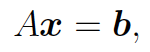 A𝒙 = 𝒃,